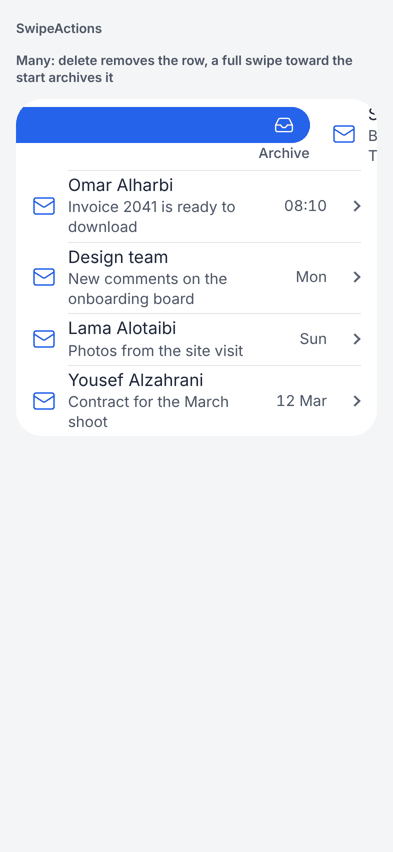 SwipeActions
Many: delete removes the row, a full swipe toward the
start archives it
Archive
Omar Alharbi
Invoice 2041 is ready to
download
08:10
Design team
New comments on the
onboarding board
Mon
Lama Alotaibi
Photos from the site visit
Sun
Yousef Alzahrani
Contract for the March
shoot
12 Mar